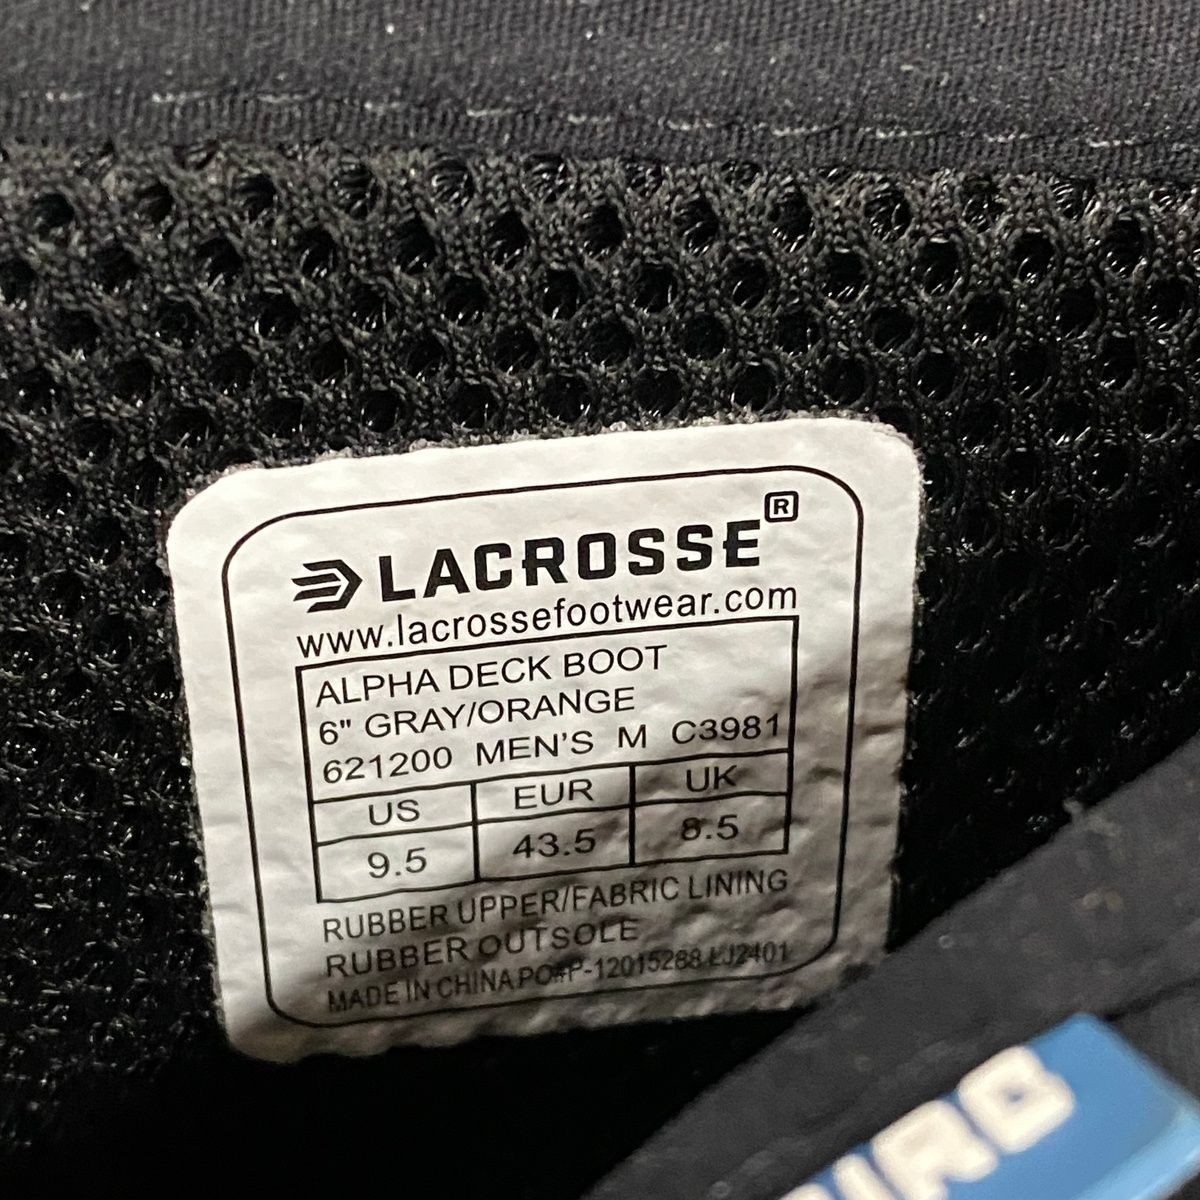 LACROSSE®
www.lacrossefootwear.com
ALPHA DECK BOOT
6" GRAY/ORANGE
621200 MEN'S M C3981
US EUR UK
9.5 43.5 8.5
RUBBER UPPER/FABRIC LINING
RUBBER OUTSOLE
MADE IN CHINA PO#P-12015288 LJ2401